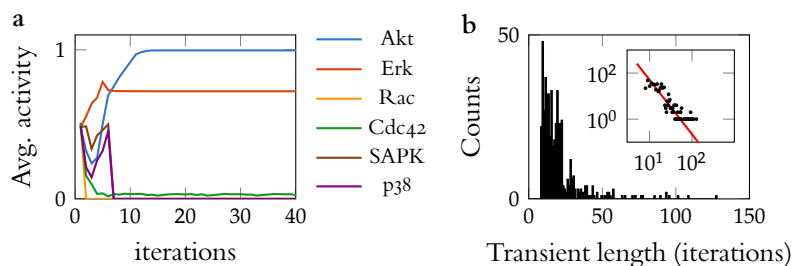 a
Avg. activity
1
0
0
10
20
30
40
iterations
Akt
Erk
Rac
Cdc42
SAPK
p38
b
Counts
50
0
0
50
100
150
Transient length (iterations)
10²
10⁰
10¹
10²